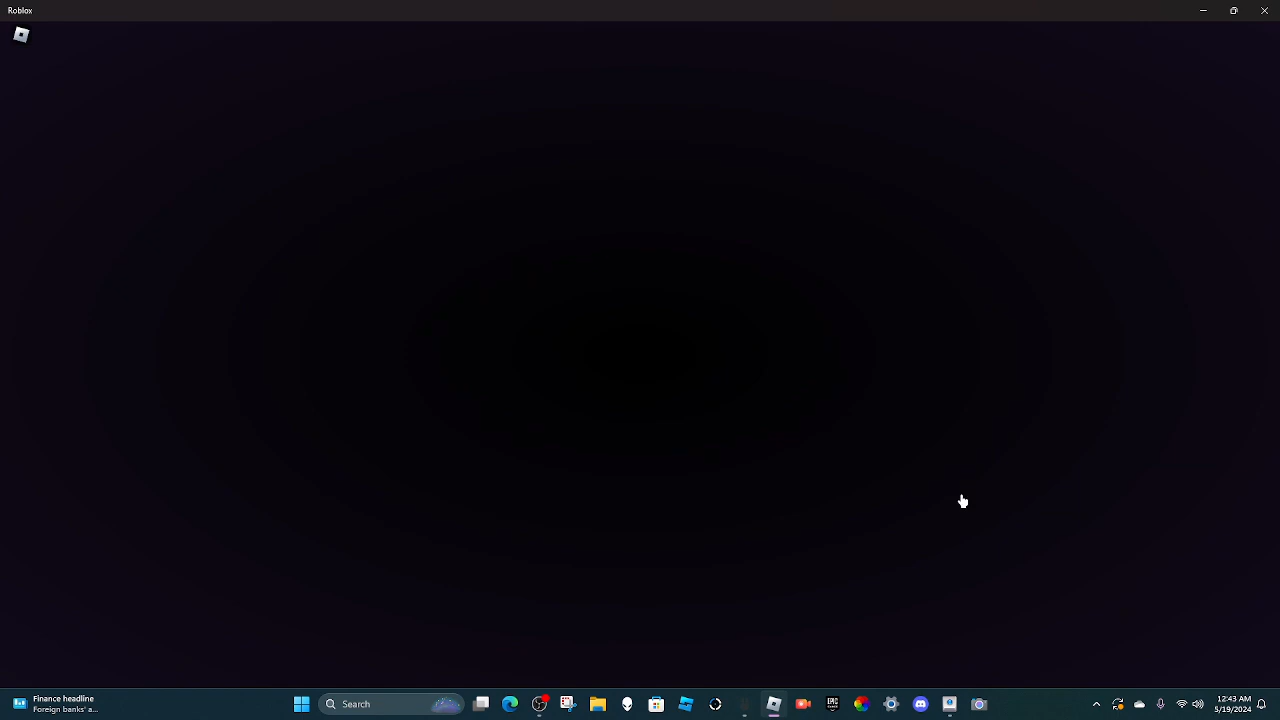 Roblox
Finance headline
Foreign banks' a...
Search
12:43 AM
5/19/2024